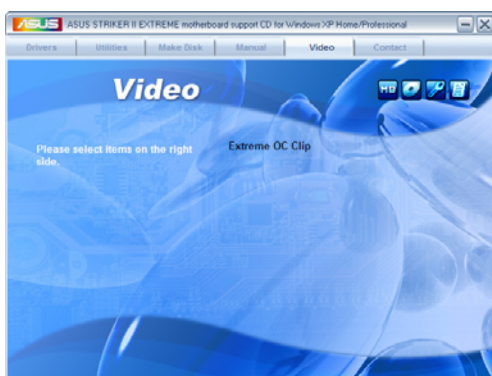 ASUS ASUS STRIKER II EXTREME motherboard support CD for Windows XP Home/Professional
Drivers Utilities Make Disk Manual Video Contact
Video
Please select items on the right
side.
Extreme OC Clip